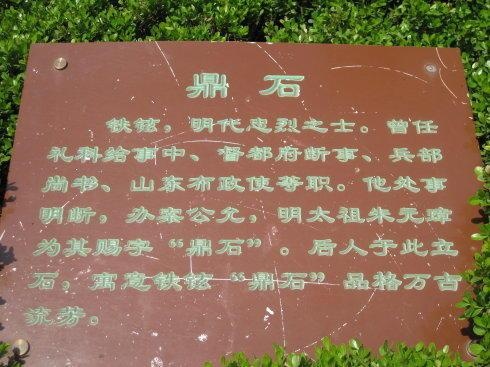 鼎石
铁铉，明代忠烈之士。曾任
礼科给事中、督都府断事、兵部
尚书、山东布政使等职。他处事
明断，办案公允，明太祖朱元璋
为其赐字“鼎石”。后人于此立
石，寓意铁铉“鼎石”品格万古
流芳。